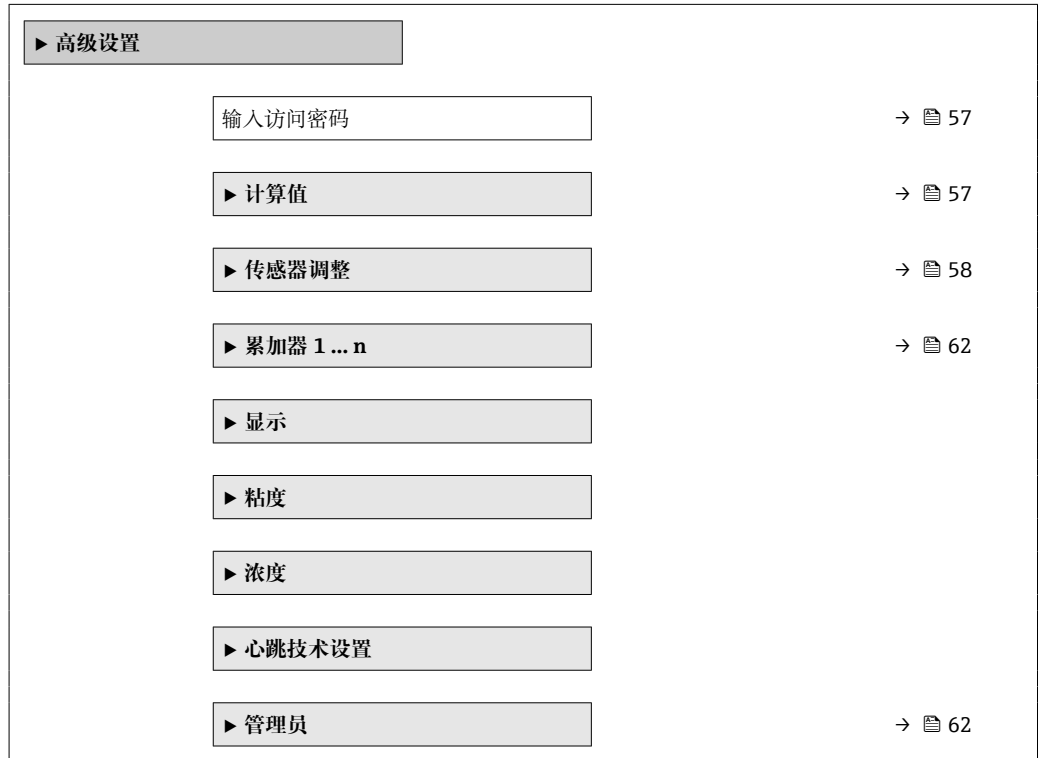 ▶ 高级设置
输入访问密码 → 57
▶ 计算值 → 57
▶ 传感器调整 → 58
▶ 累加器 1 … n → 62
▶ 显示
▶ 粘度
▶ 浓度
▶ 心跳技术设置
▶ 管理员 → 62